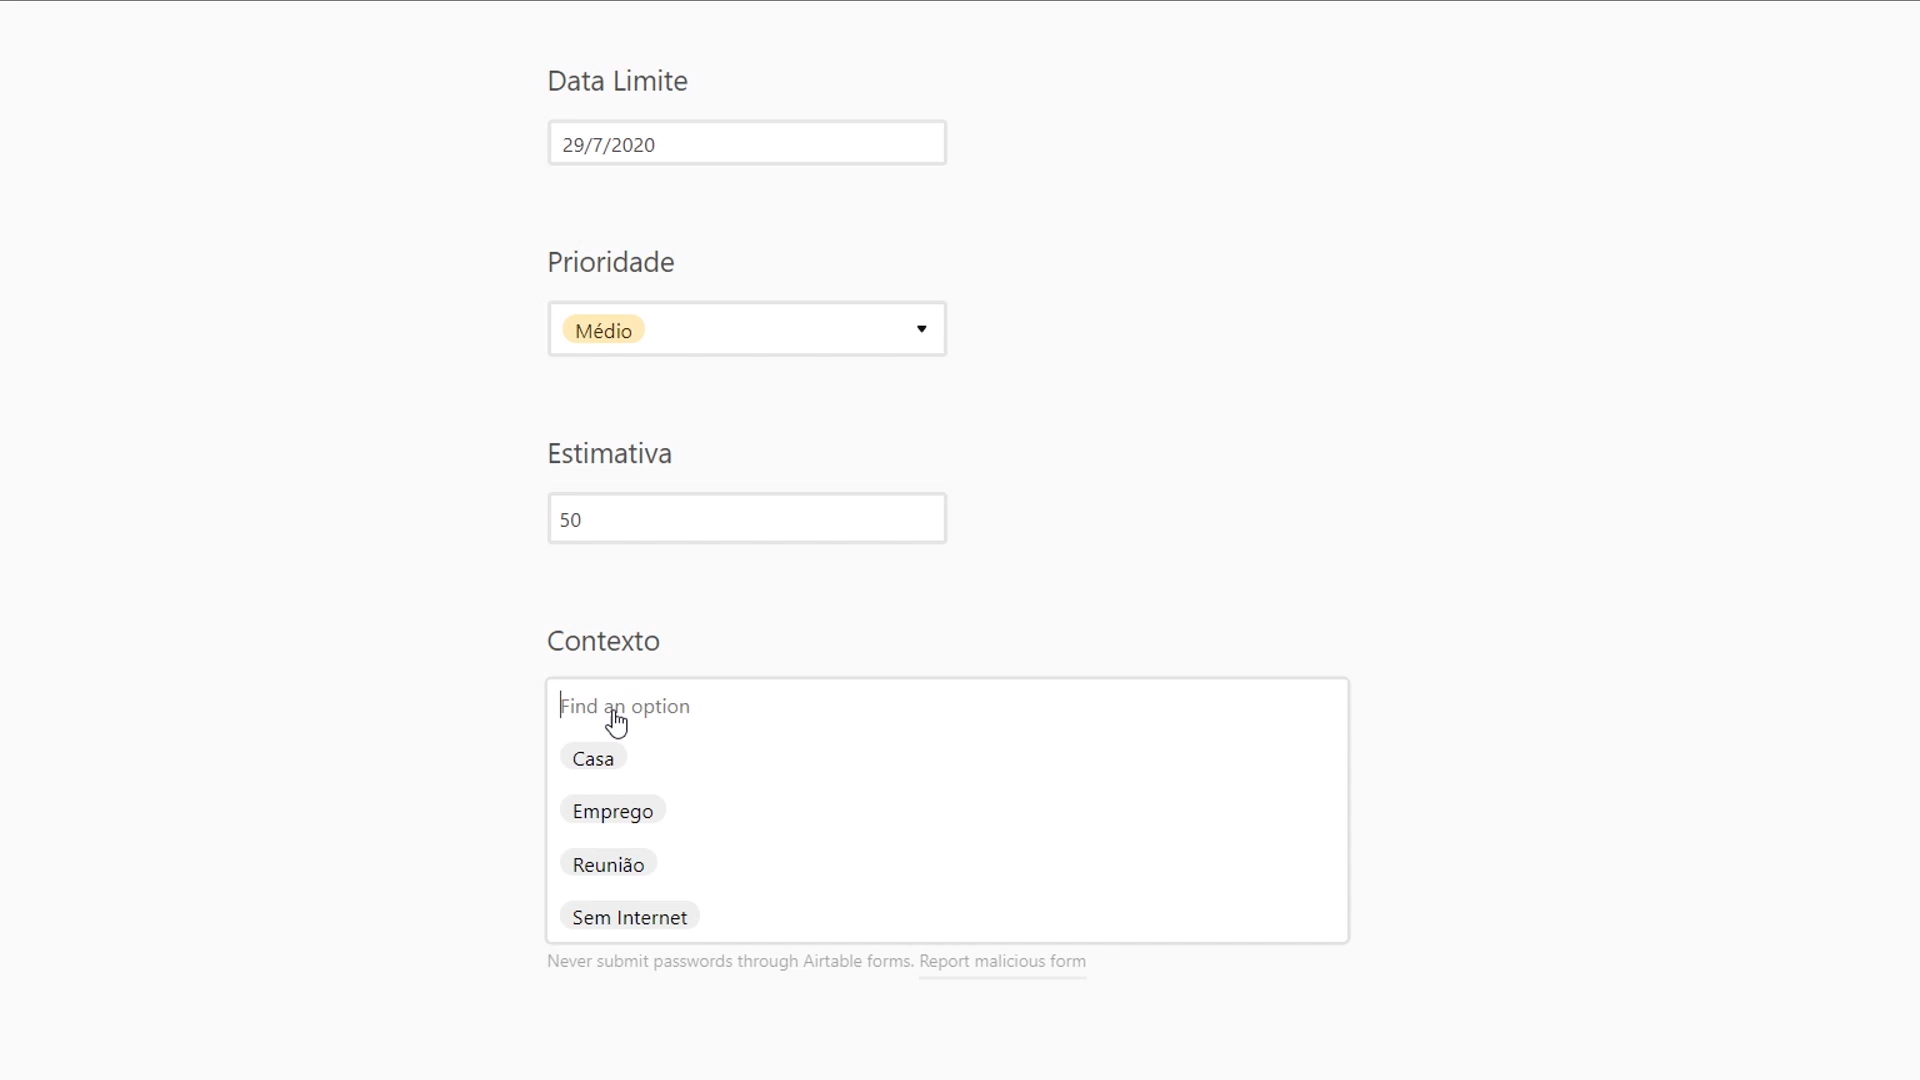 Data Limite
29/7/2020
Prioridade
Médio
Estimativa
50
Contexto
Find an option
Casa
Emprego
Reunião
Sem Internet
Never submit passwords through Airtable forms. Report malicious form